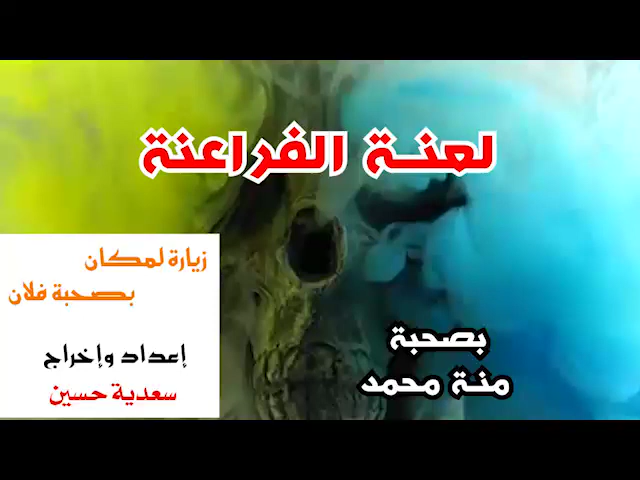 لعنة الفراعنة
زيارة لمكان
بصحبة فلان
إعداد وإخراج
سعدية حسين
بصحبة
منة محمد